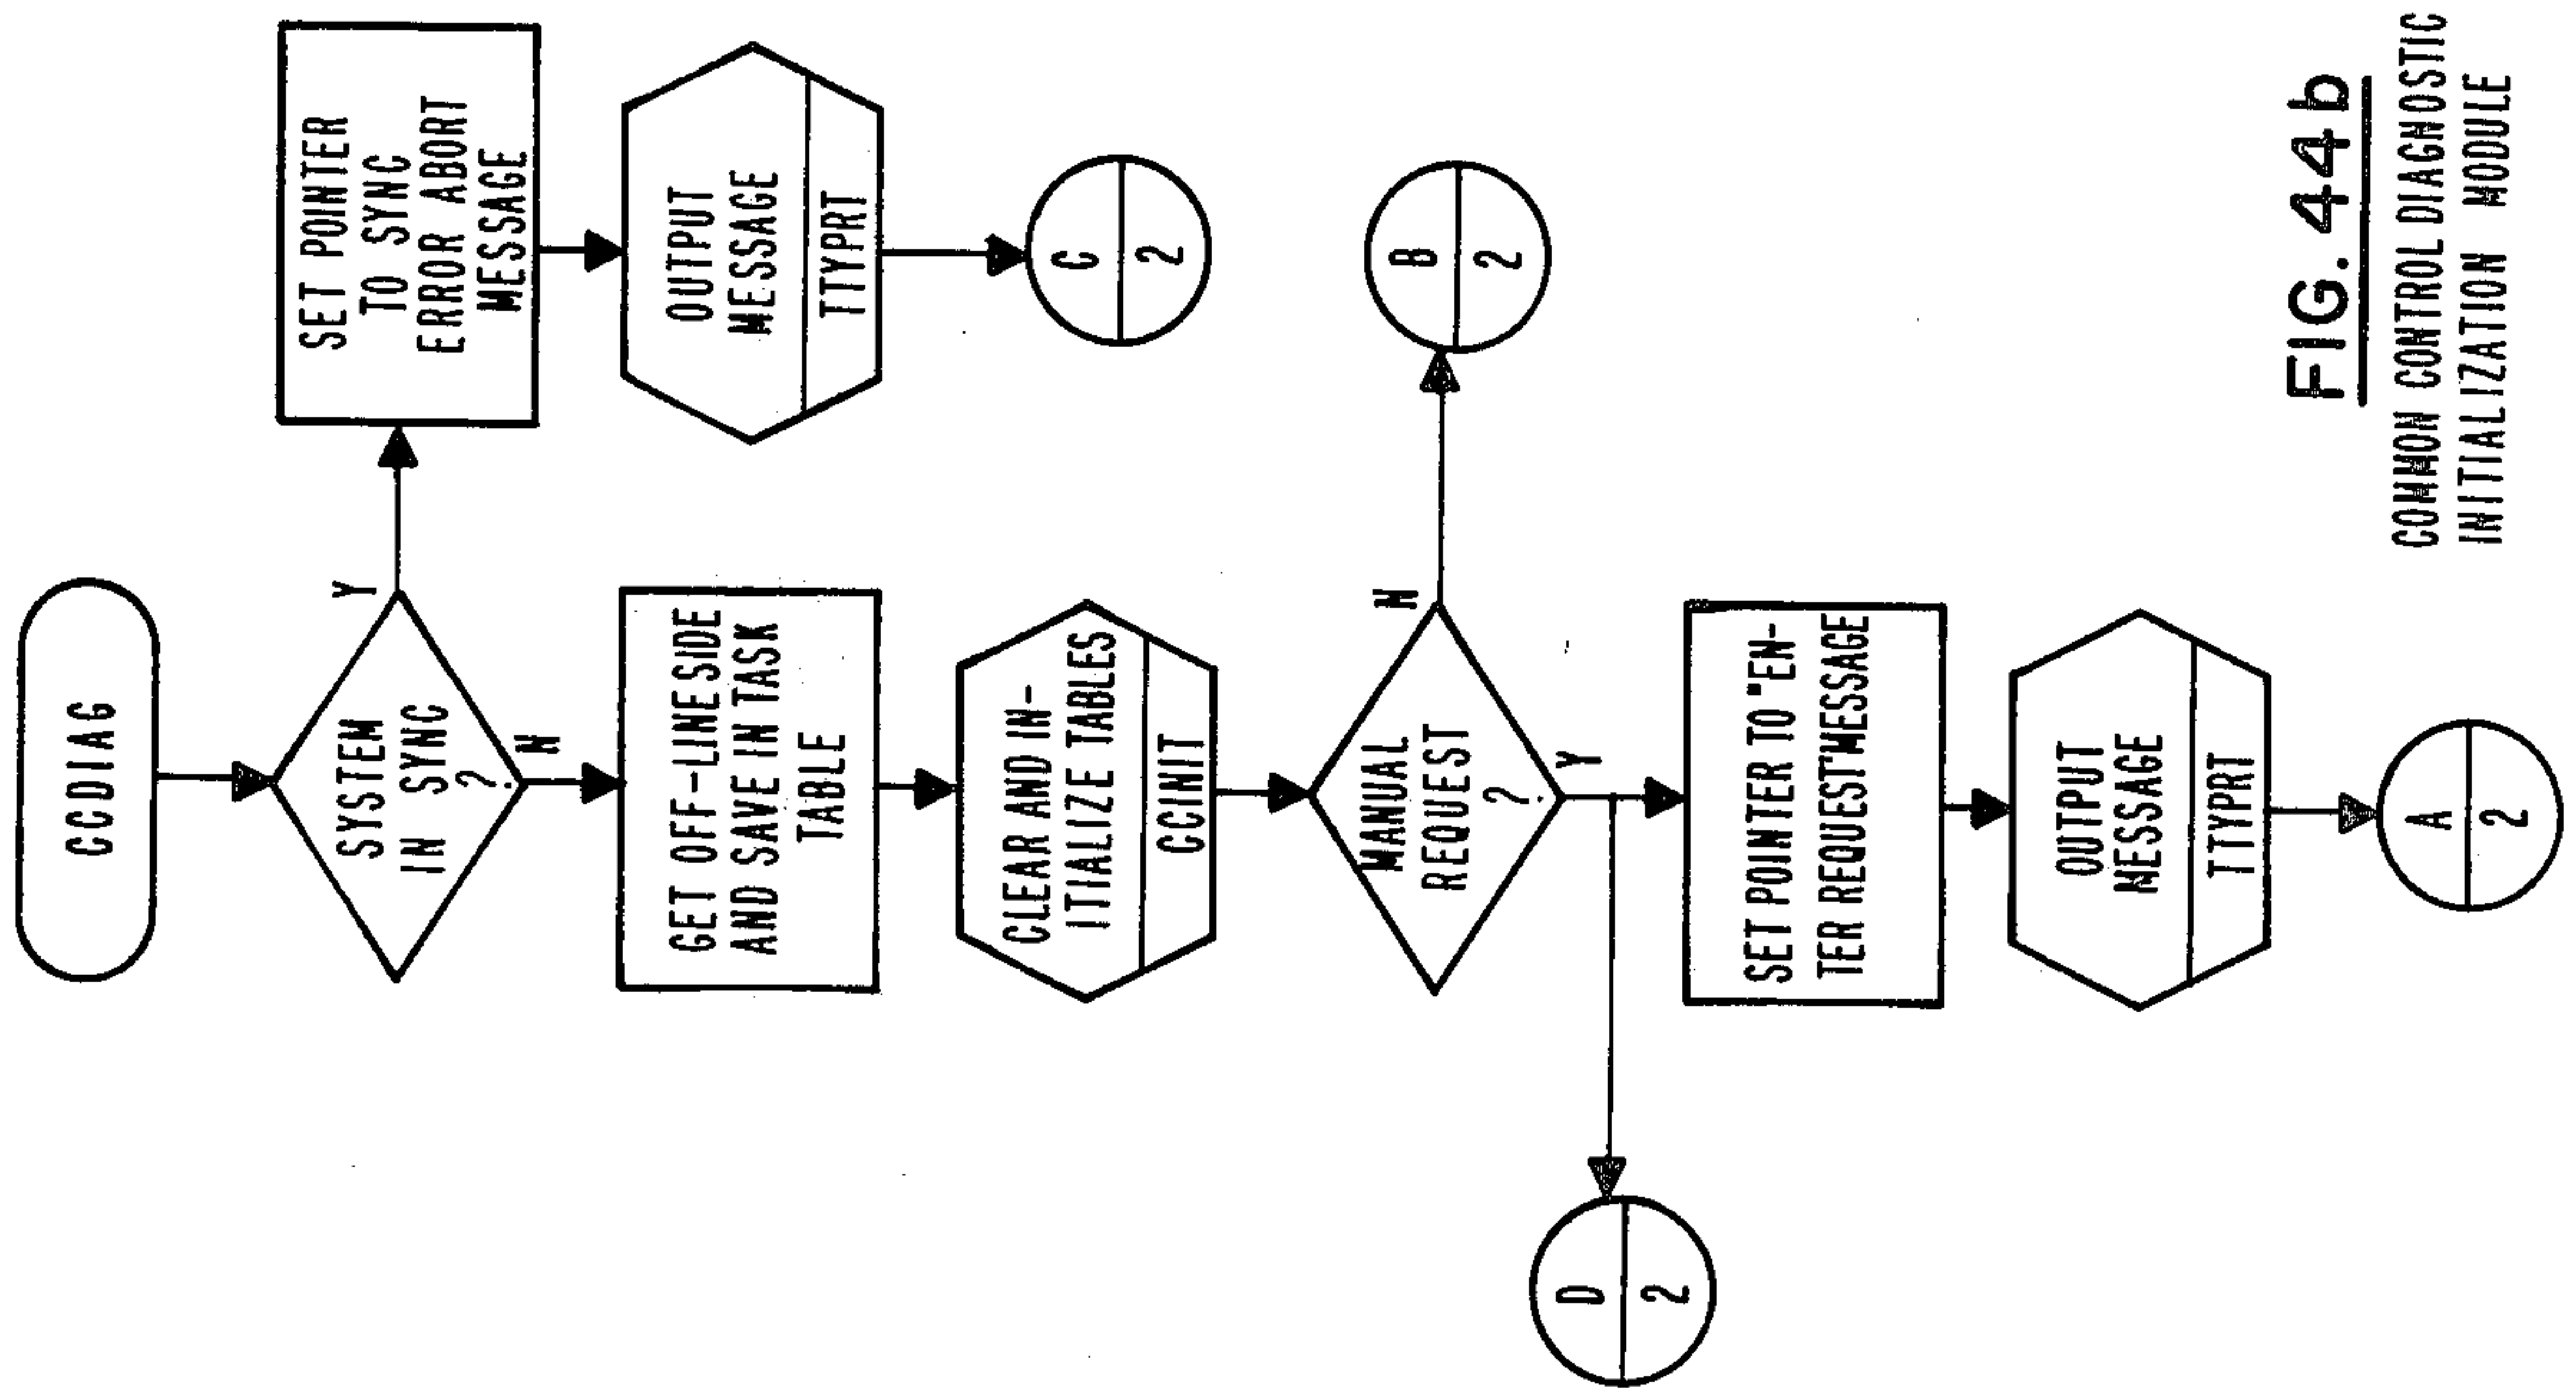 CCDIAG
SYSTEM
IN SYNC
?
Y
N
SET POINTER
TO SYNC
ERROR ABORT
MESSAGE
OUTPUT
MESSAGE
TTYPRT
C
2
GET OFF-LINE SIDE
AND SAVE IN TASK
TABLE
CLEAR AND IN-
ITIALIZE TABLES
CCINIT
MANUAL
REQUEST
?
N
Y
B
2
D
2
SET POINTER TO "EN-
TER REQUEST"MESSAGE
OUTPUT
MESSAGE
TTYPRT
A
2
FIG. 44b
COMMON CONTROL DIAGNOSTIC
INITIALIZATION MODULE